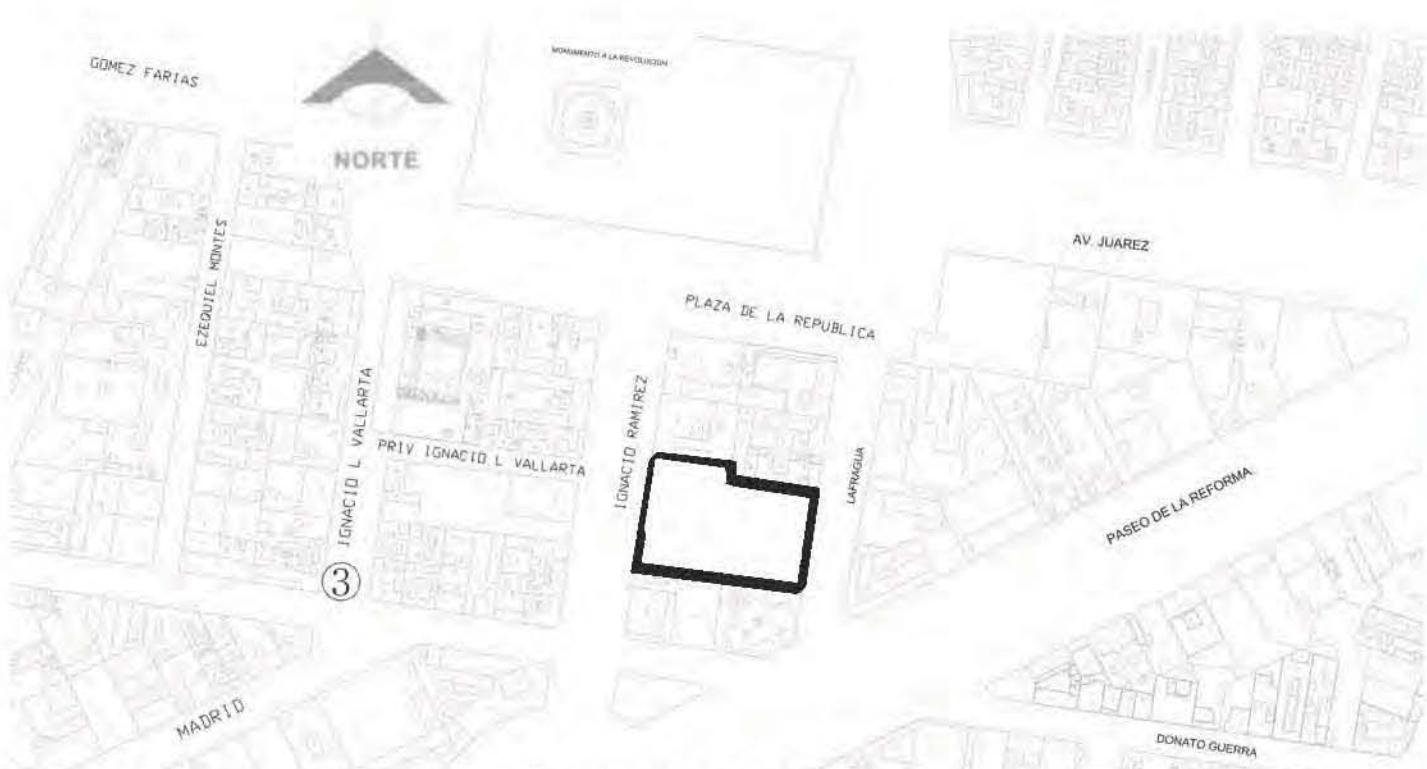 MONUMENTO A LA REVOLUCION
GOMEZ FARIAS
NORTE
AV. JUAREZ
EZEQUIEL MONTES
PLAZA DE LA REPUBLICA
IGNACIO L VALLARTA
IGNACIO RAMIREZ
PRIV IGNACIO L VALLARTA
LAFRAGUA
PASEO DE LA REFORMA
3
MADRID
DONATO GUERRA